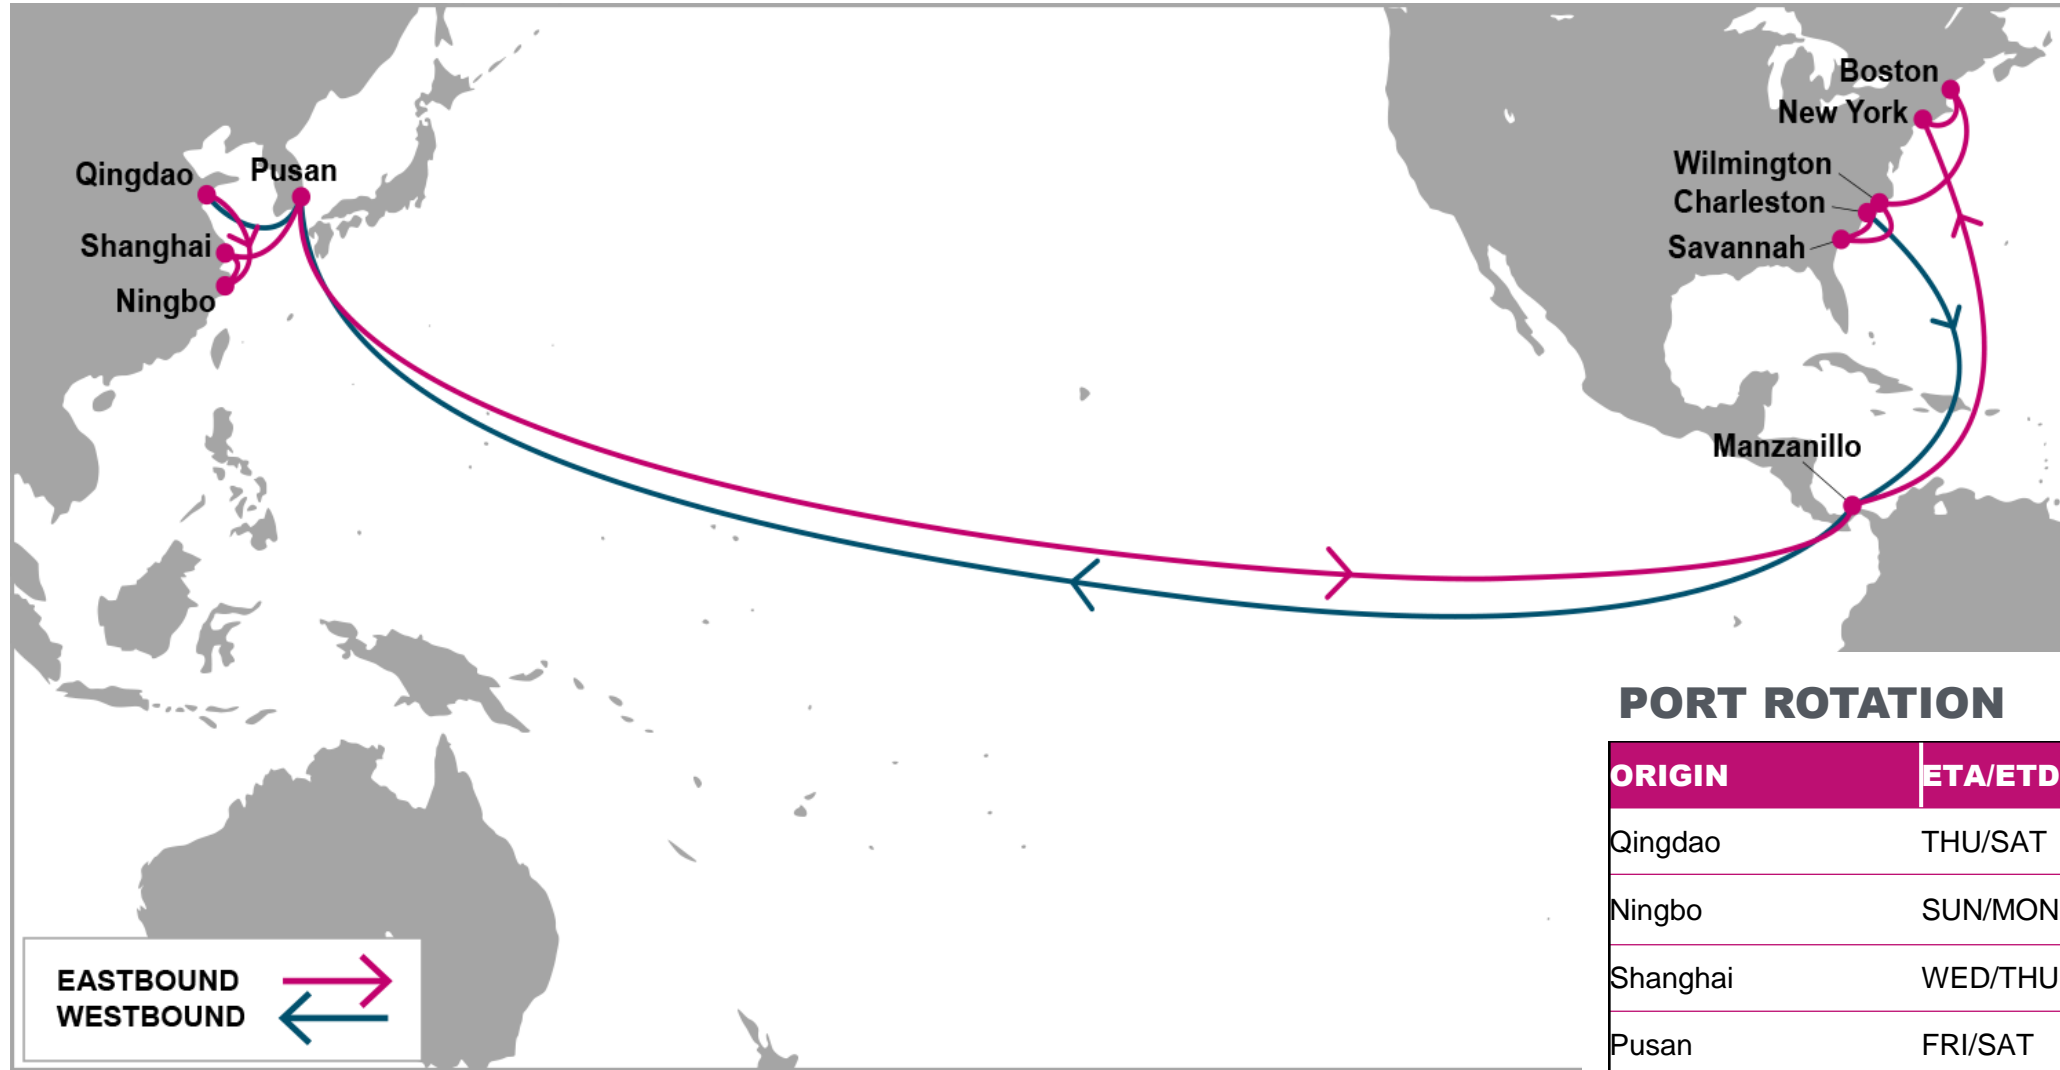 Boston
New York
Wilmington
Charleston
Savannah
Qingdao
Pusan
Shanghai
Ningbo
Manzanillo
PORT ROTATION
ORIGIN ETA/ETD
Qingdao THU/SAT
Ningbo SUN/MON
Shanghai WED/THU
Pusan FRI/SAT
EASTBOUND
WESTBOUND